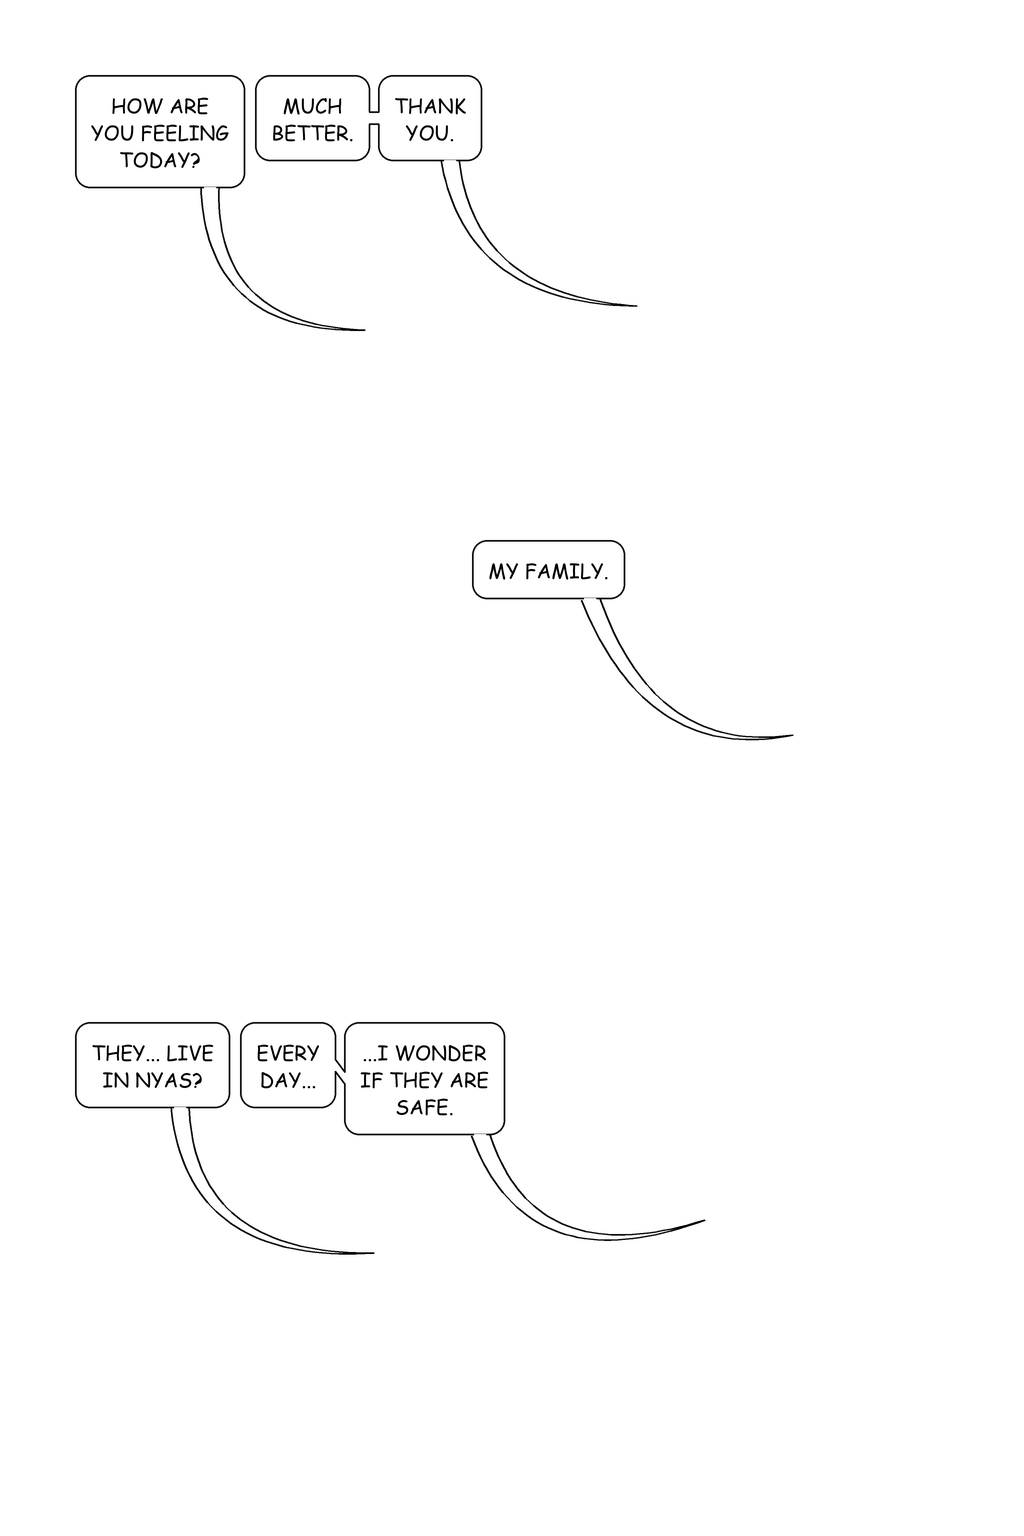 HOW ARE
YOU FEELING
TODAY?
MUCH
BETTER.
THANK
YOU.
MY FAMILY.
THEY... LIVE
IN NYAS?
EVERY
DAY...
...I WONDER
IF THEY ARE
SAFE.